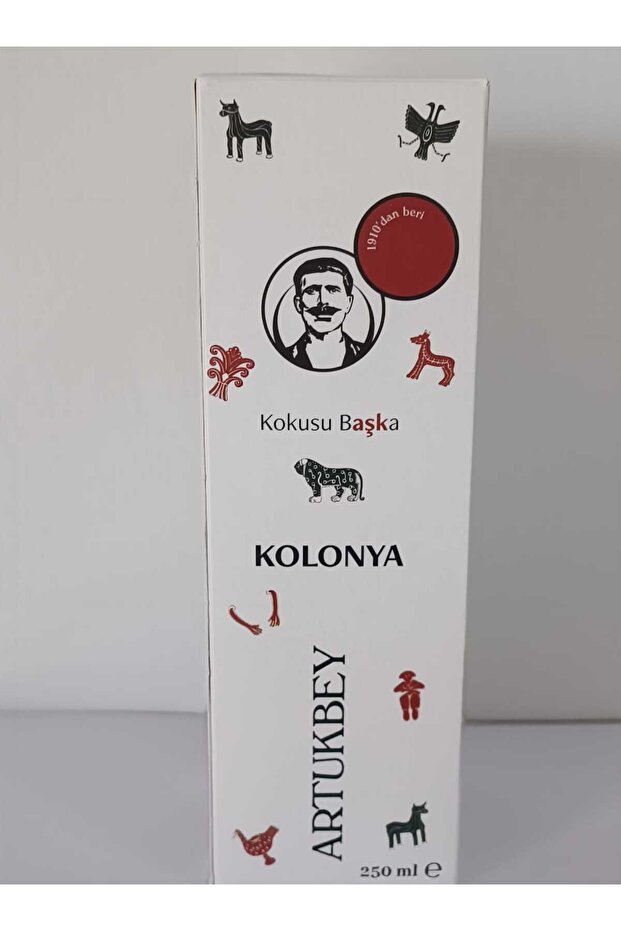 1910'dan beri
Kokusu Başka
KOLONYA
ARTUKBEY
250 ml ℮